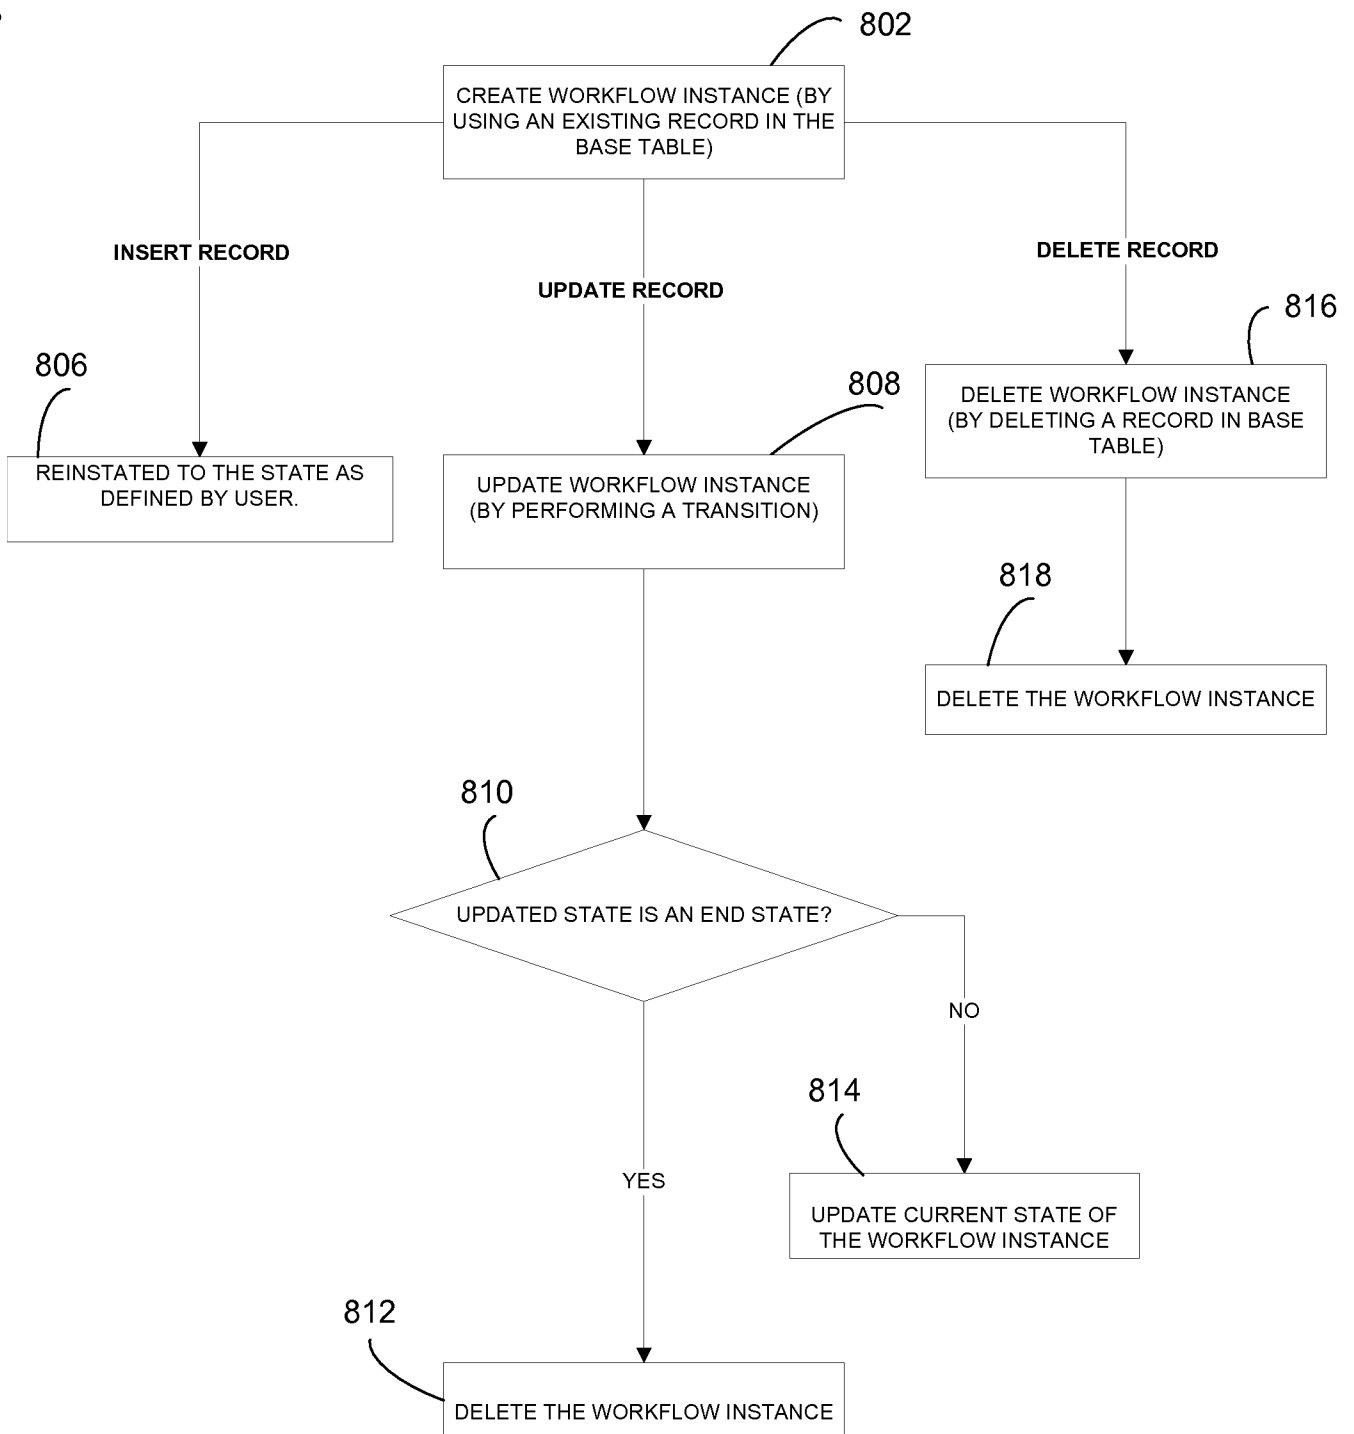 802
CREATE WORKFLOW INSTANCE (BY
USING AN EXISTING RECORD IN THE
BASE TABLE)
INSERT RECORD
DELETE RECORD
UPDATE RECORD
816
806
808
DELETE WORKFLOW INSTANCE
(BY DELETING A RECORD IN BASE
TABLE)
REINSTATED TO THE STATE AS
DEFINED BY USER.
UPDATE WORKFLOW INSTANCE
(BY PERFORMING A TRANSITION)
818
DELETE THE WORKFLOW INSTANCE
810
UPDATED STATE IS AN END STATE?
NO
814
YES
UPDATE CURRENT STATE OF
THE WORKFLOW INSTANCE
812
DELETE THE WORKFLOW INSTANCE